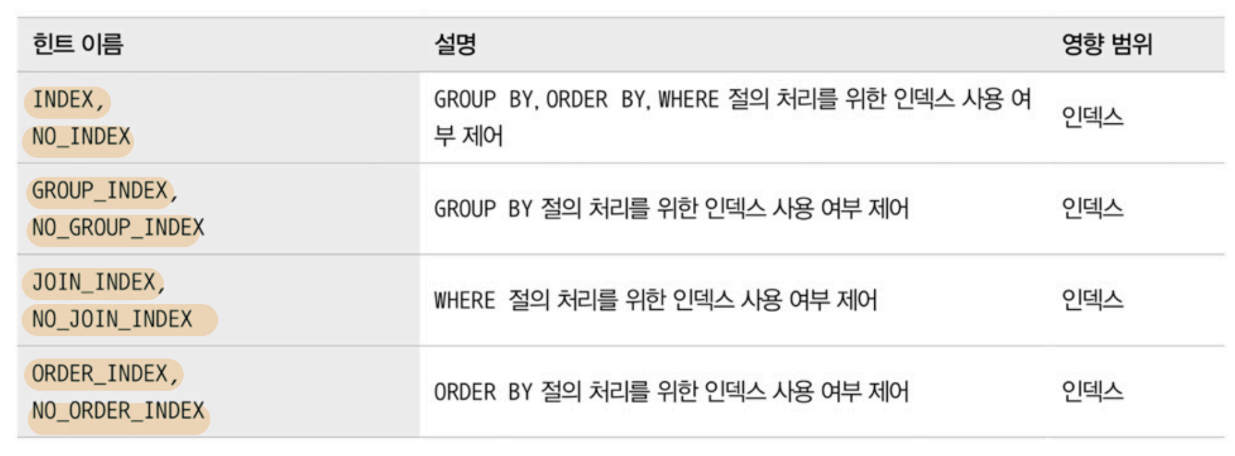 힌트 이름 설명 영향 범위
INDEX, GROUP BY, ORDER BY, WHERE 절의 처리를 위한 인덱스 사용 여
NO_INDEX 부 제어 인덱스
GROUP_INDEX,
NO_GROUP_INDEX GROUP BY 절의 처리를 위한 인덱스 사용 여부 제어 인덱스
JOIN_INDEX,
NO_JOIN_INDEX WHERE 절의 처리를 위한 인덱스 사용 여부 제어 인덱스
ORDER_INDEX,
NO_ORDER_INDEX ORDER BY 절의 처리를 위한 인덱스 사용 여부 제어 인덱스